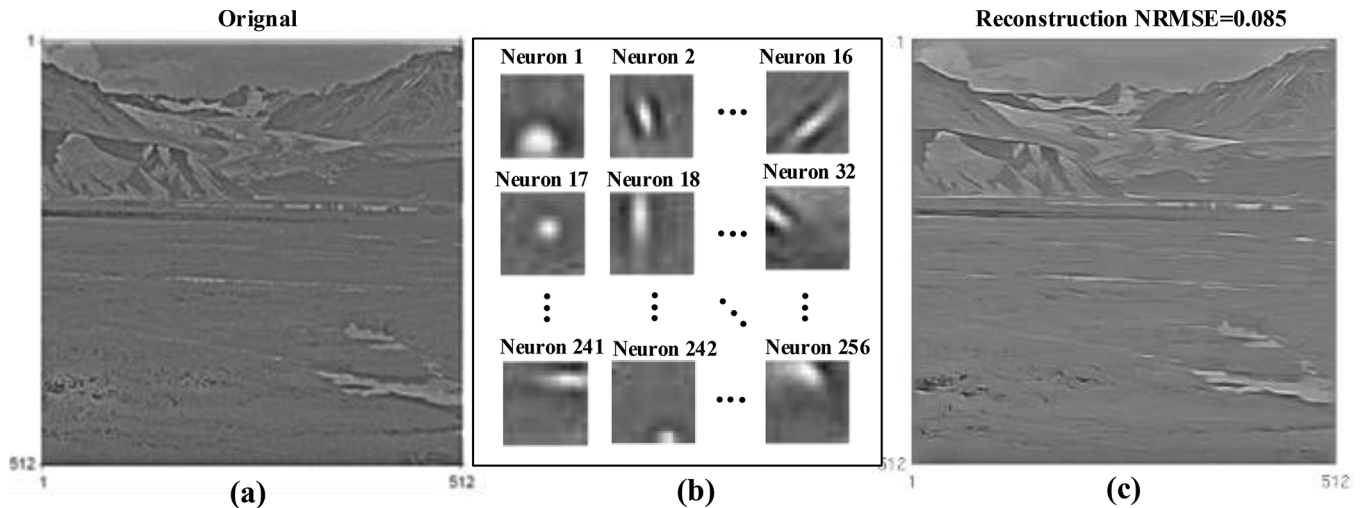 Orignal
1
512
1
512
(a)
Neuron 1 Neuron 2 Neuron 16
Neuron 17 Neuron 18 Neuron 32
Neuron 241 Neuron 242 Neuron 256
(b)
Reconstruction NRMSE=0.085
1
512
1
512
(c)